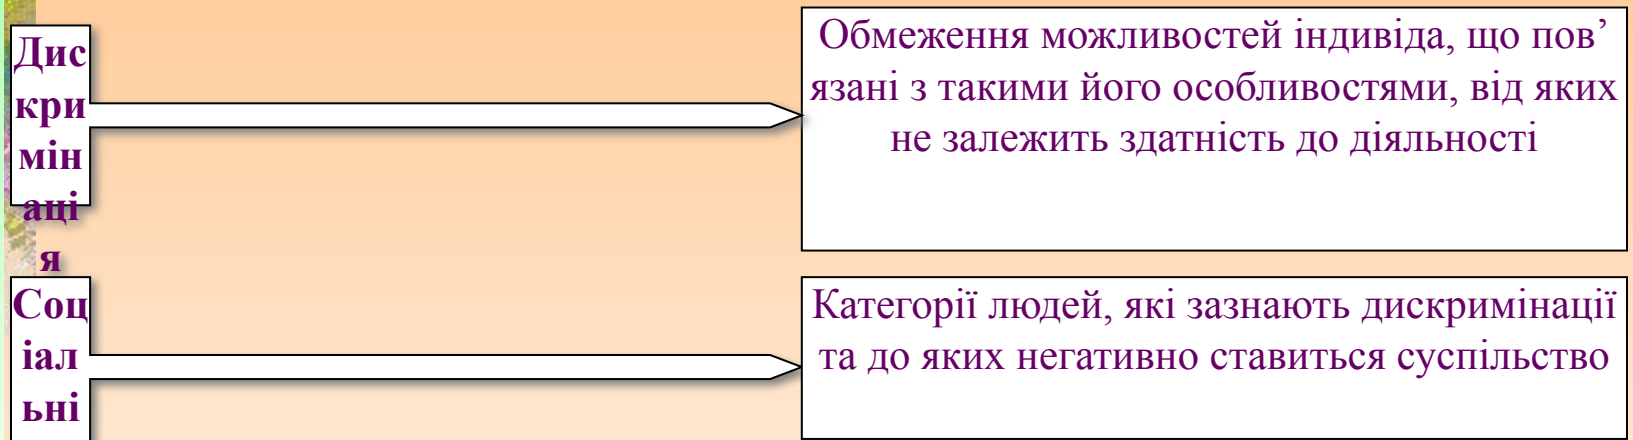 Дис
кри
мін
аці
я
Обмеження можливостей індивіда, що пов’
язані з такими його особливостями, від яких
не залежить здатність до діяльності
Соц
іал
ьні
Категорії людей, які зазнають дискримінації
та до яких негативно ставиться суспільство